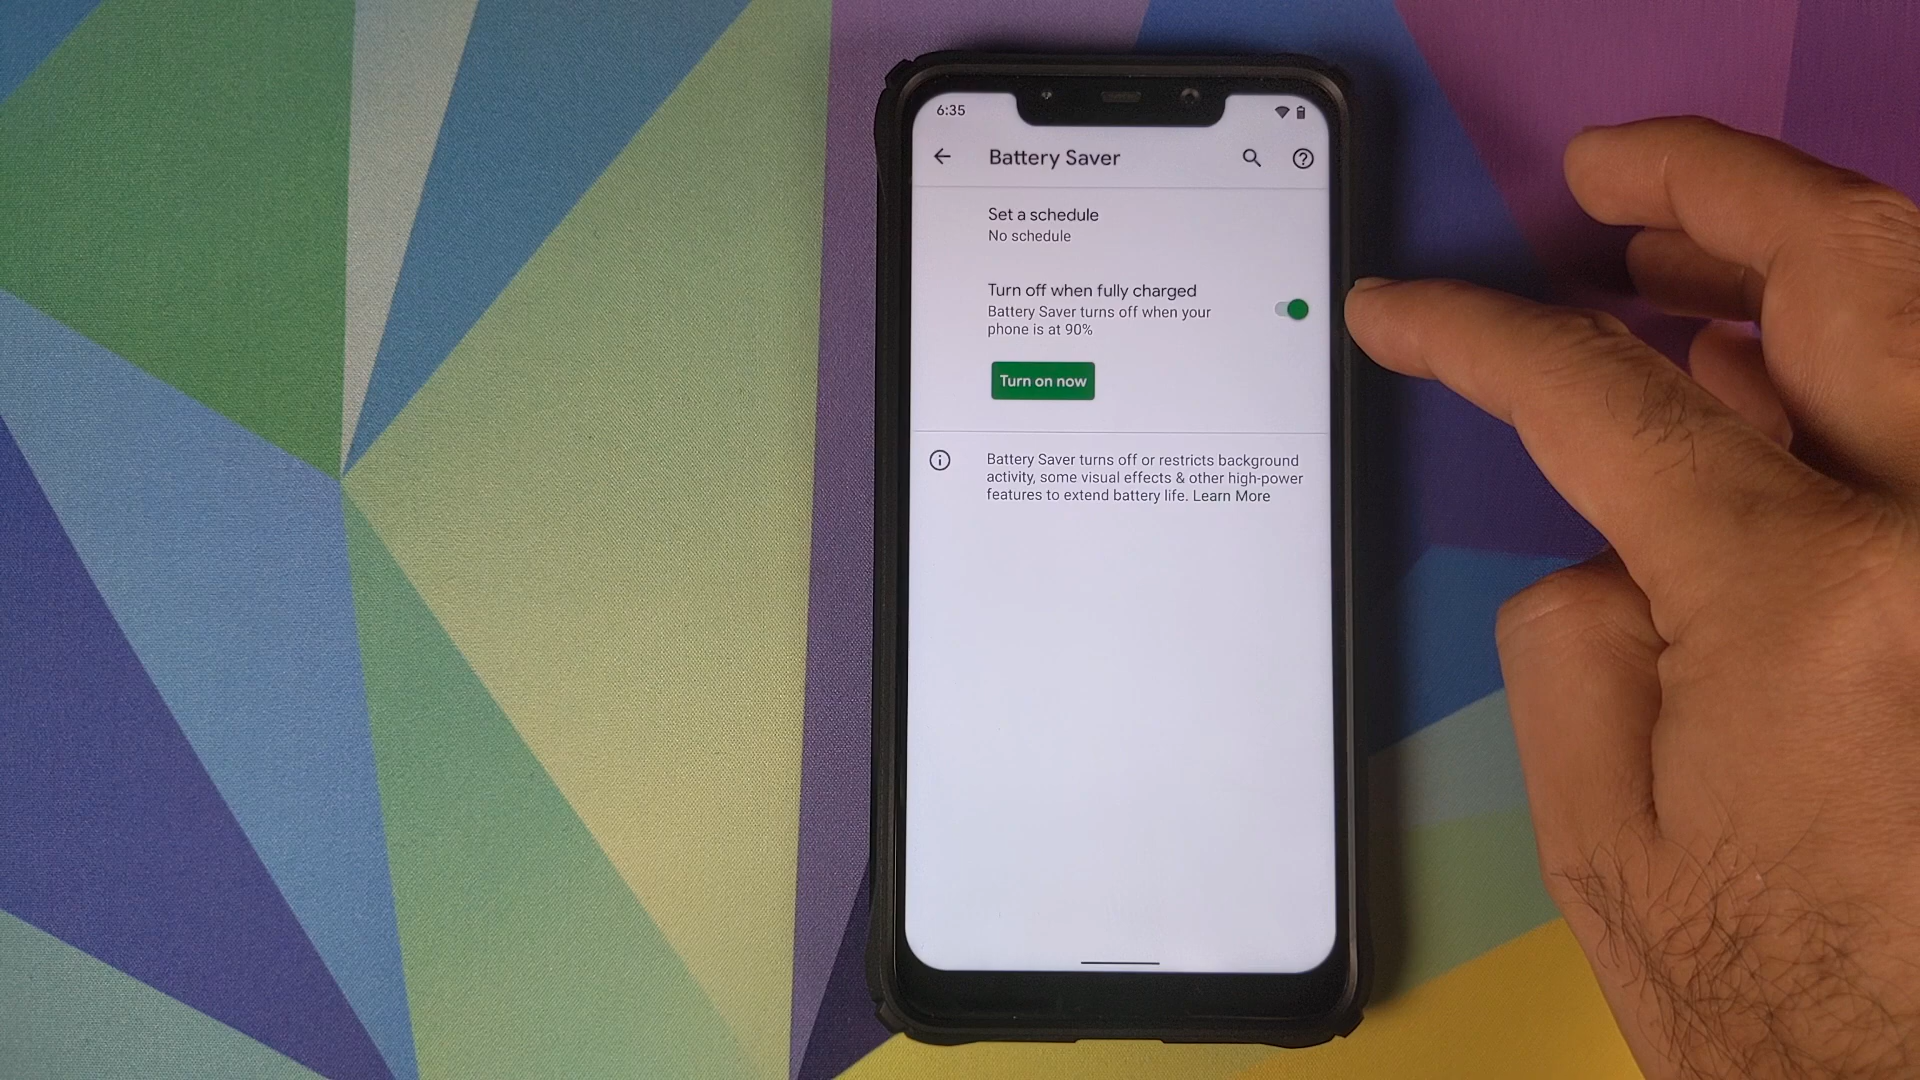 6:35
Battery Saver
Set a schedule
No schedule
Turn off when fully charged
Battery Saver turns off when your
phone is at 90%
Turn on now
Battery Saver turns off or restricts background
activity, some visual effects & other high-power
features to extend battery life. Learn More